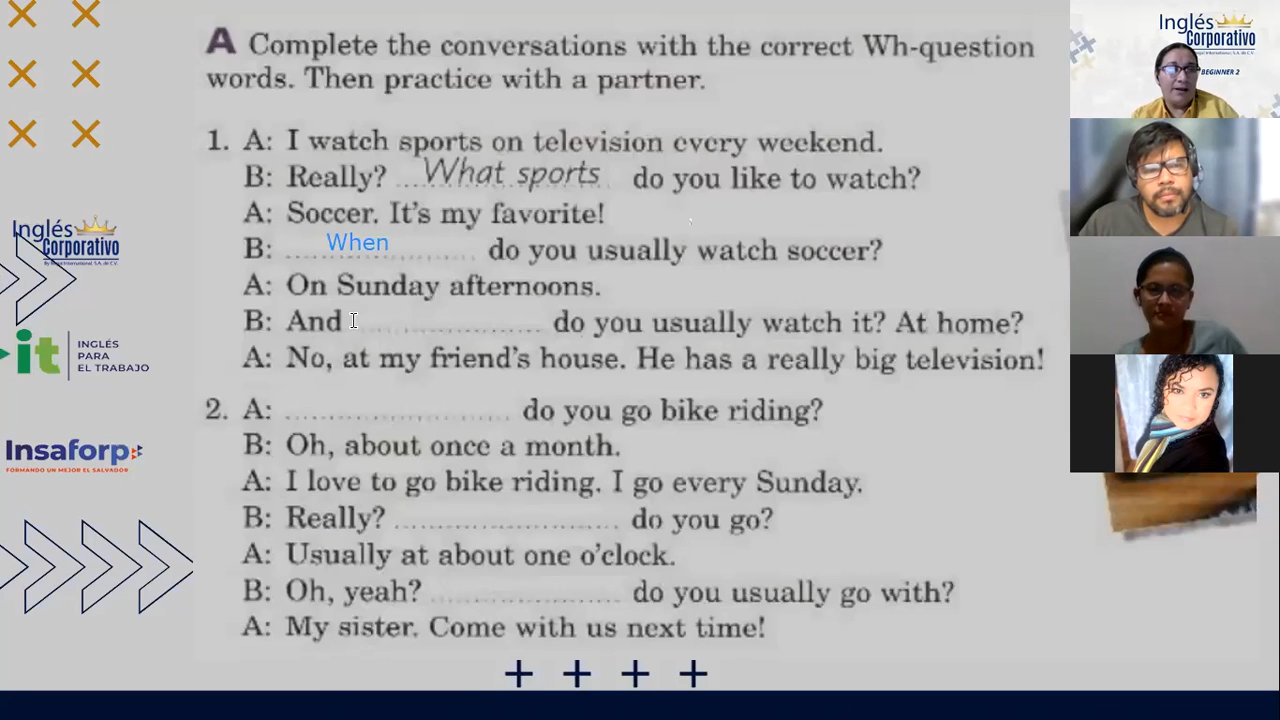 A Complete the conversations with the correct Wh-question
words. Then practice with a partner.
1. A: I watch sports on television every weekend.
B: Really? What sports do you like to watch?
A: Soccer. It's my favorite!
B: When do you usually watch soccer?
A: On Sunday afternoons.
B: And do you usually watch it? At home?
A: No, at my friend's house. He has a really big television!
2. A: do you go bike riding?
B: Oh, about once a month.
A: I love to go bike riding. I go every Sunday.
B: Really? do you go?
A: Usually at about one o'clock.
B: Oh, yeah? do you usually go with?
A: My sister. Come with us next time!
Inglés
Corporativo
it
INGLÉS
PARA
EL TRABAJO
Insaforp
FORMANDO UN MEJOR EL SALVADOR
Inglés
Corporativo
BEGINNER 2